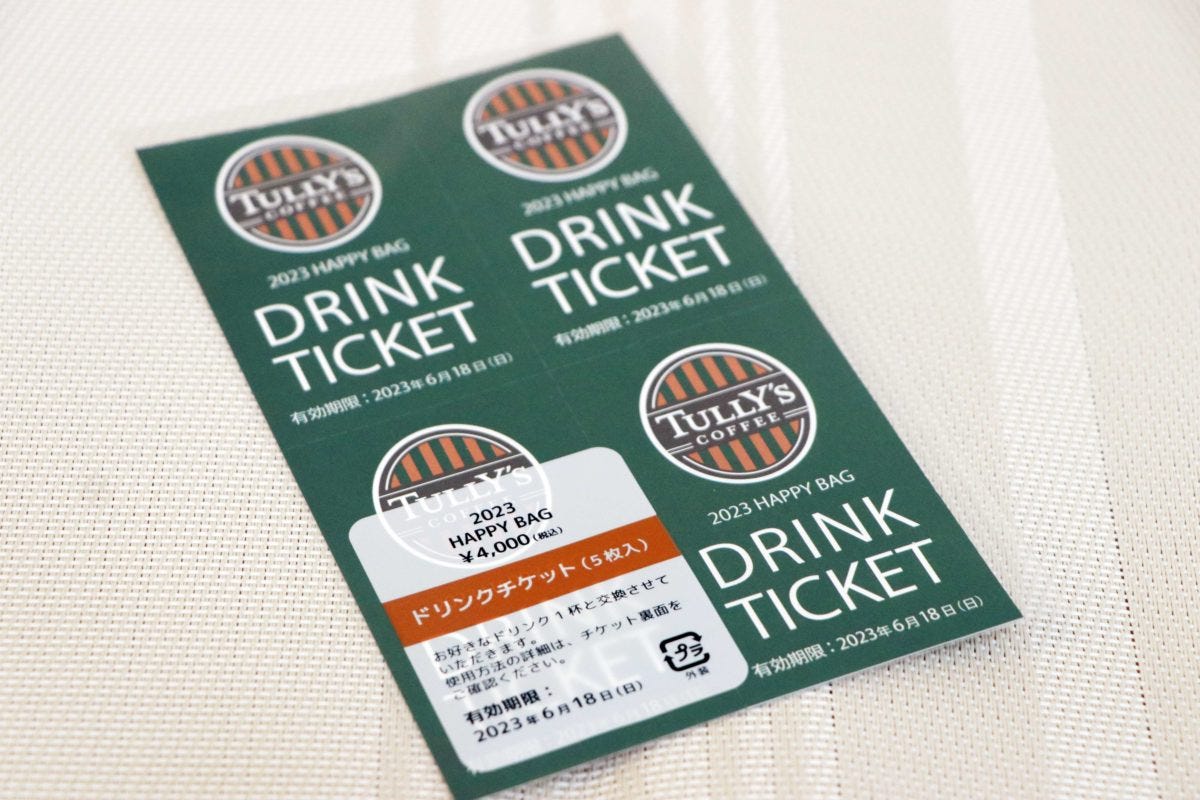 TULLY'S
COFFEE
2023 HAPPY BAG
DRINK
TICKET
有効期限：2023年6月18日（日）
TULLY'S
COFFEE
2023 HAPPY BAG
DRINK
TICKET
有効期限：2023年6月18日（日）
TULLY'S
2023
HAPPY BAG
¥4,000（税込）
ドリンクチケット（5枚入）
お好きなドリンク1杯と交換させて
いただきます。
使用方法の詳細は、チケット裏面を
ご確認ください。
有効期限：
2023年6月18日（日）
プラ
外装
TULLY'S
COFFEE
2023 HAPPY BAG
DRINK
TICKET
有効期限：2023年6月18日（日）